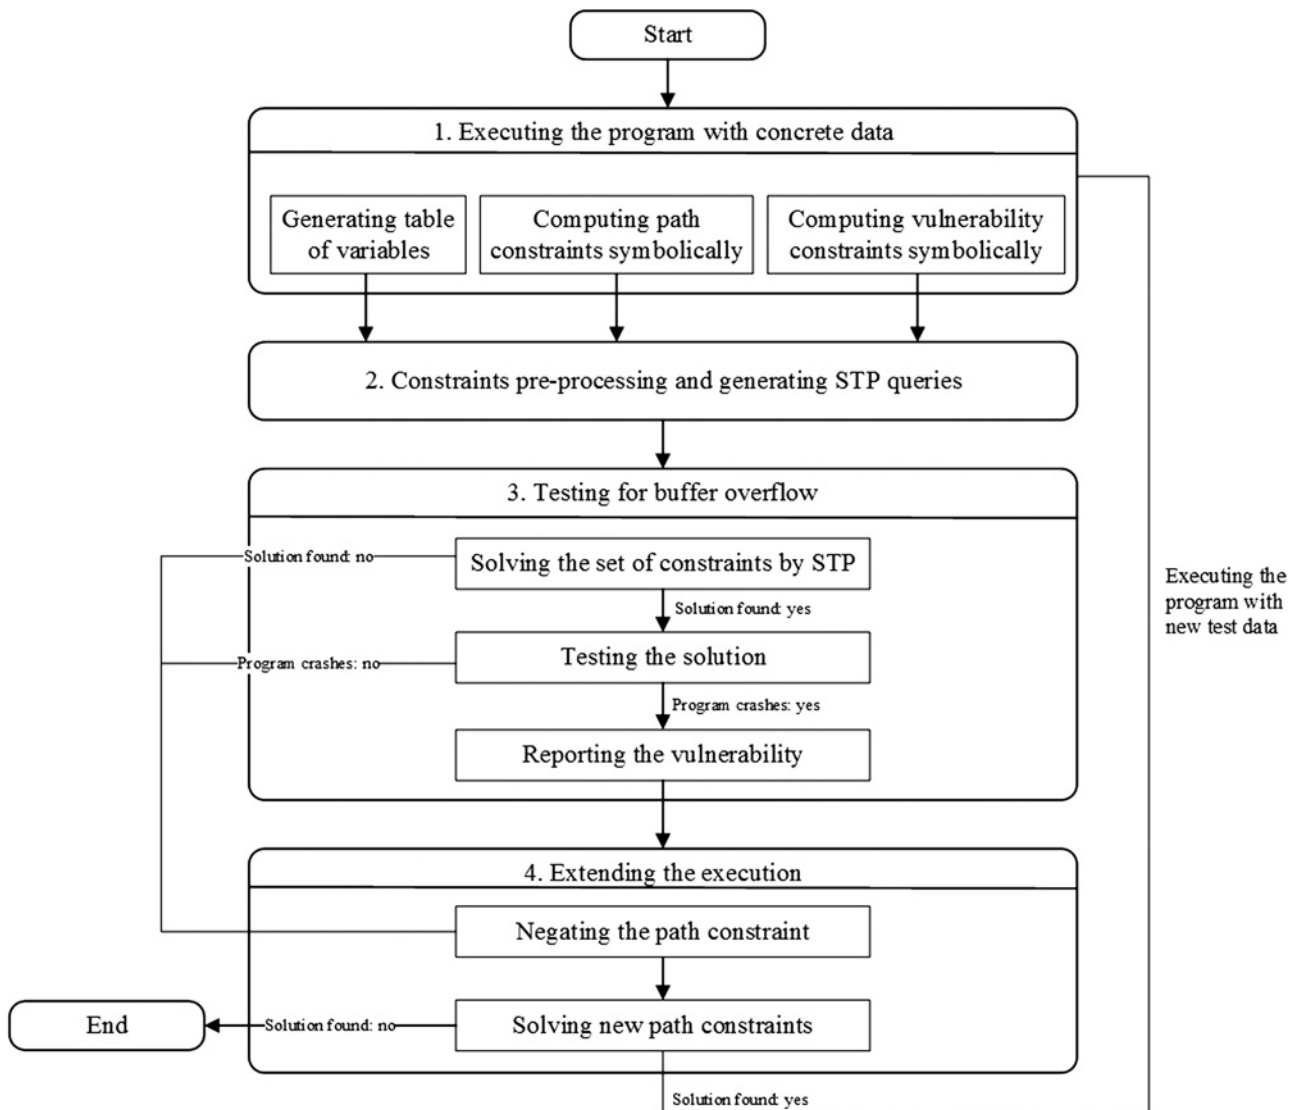 Start
1. Executing the program with concrete data
Generating table
of variables
Computing path
constraints symbolically
Computing vulnerability
constraints symbolically
2. Constraints pre-processing and generating STP queries
3. Testing for buffer overflow
Solution found: no
Solving the set of constraints by STP
Solution found: yes
Executing the
program with
new test data
Program crashes: no
Testing the solution
Program crashes: yes
Reporting the vulnerability
4. Extending the execution
Negating the path constraint
End
Solution found: no
Solving new path constraints
Solution found: yes